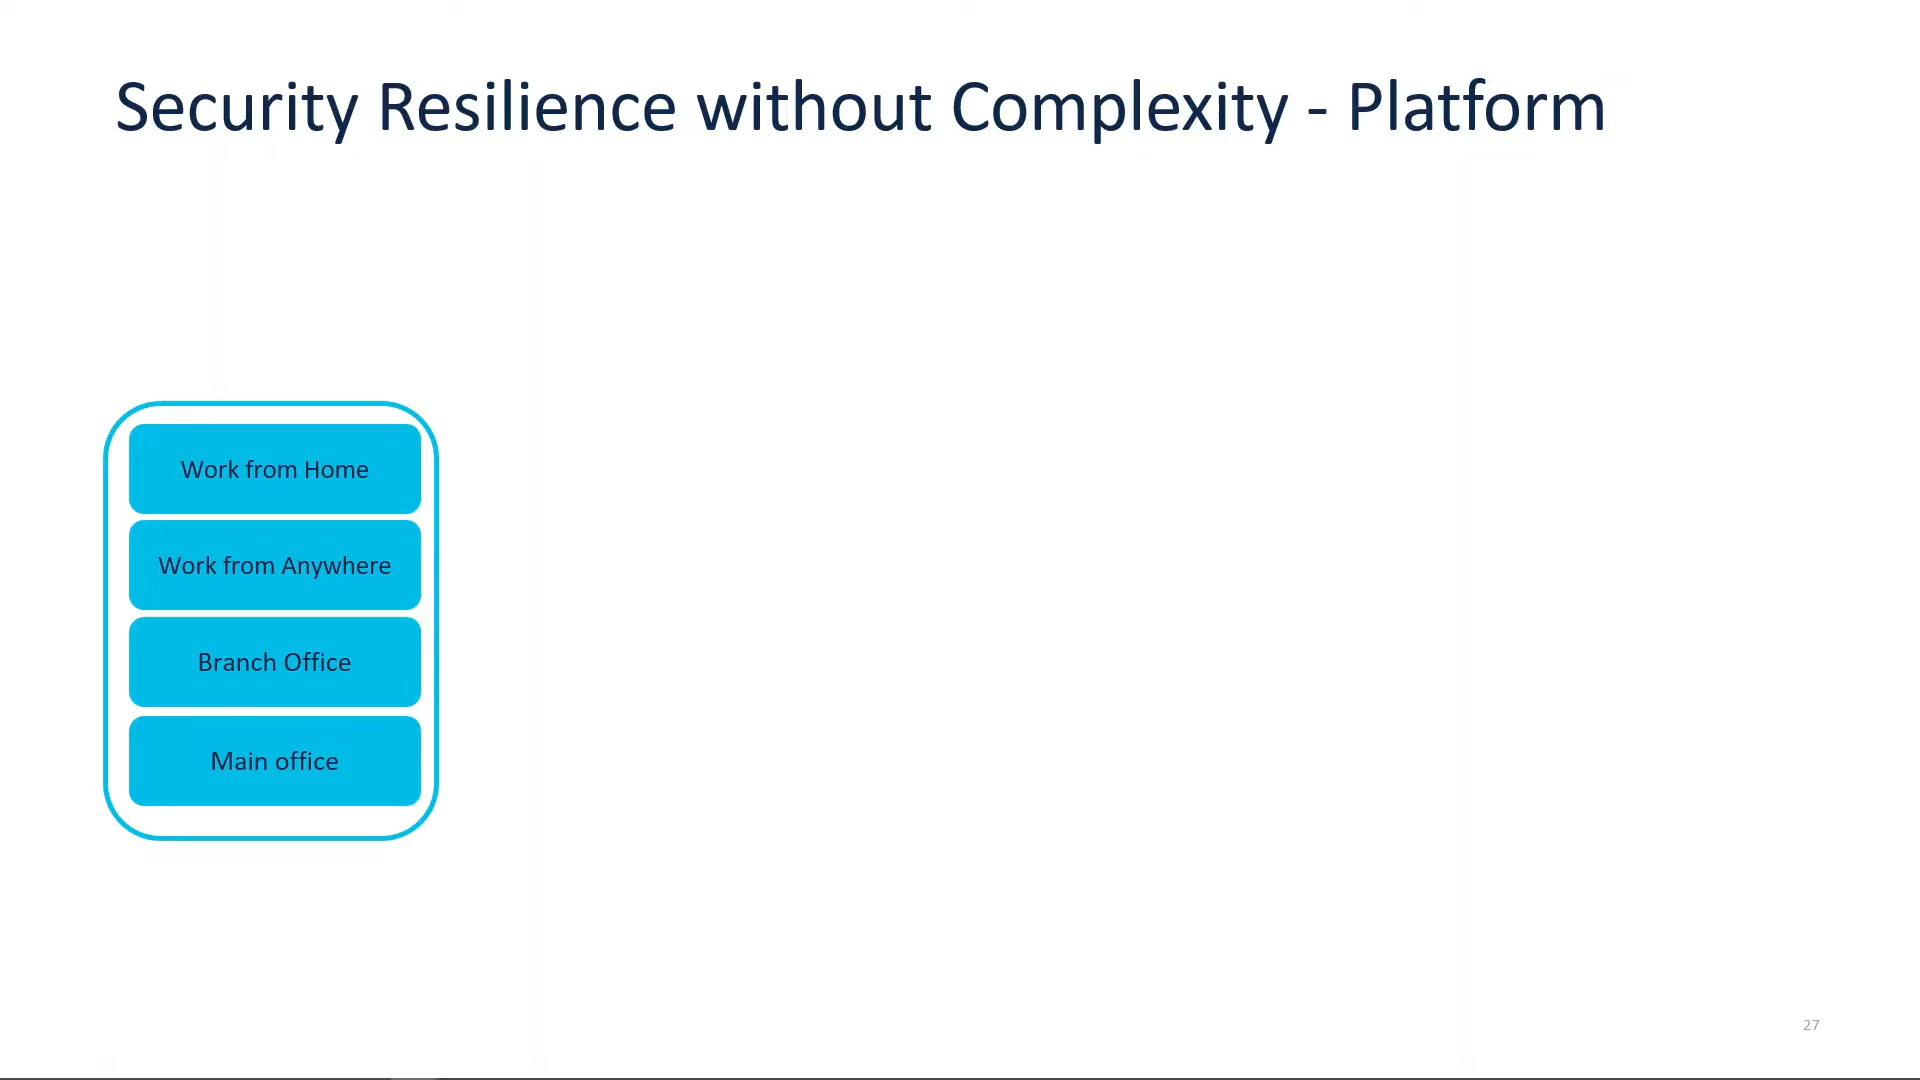 Security Resilience without Complexity - Platform
Work from Home
Work from Anywhere
Branch Office
Main office
27